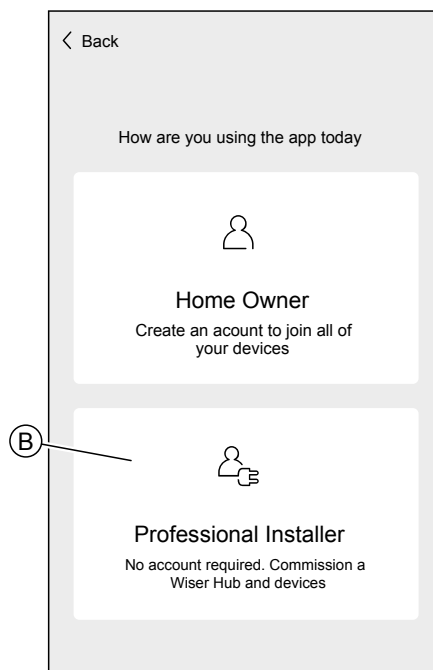 Back
How are you using the app today
Home Owner
Create an acount to join all of
your devices
B
Professional Installer
No account required. Commission a
Wiser Hub and devices